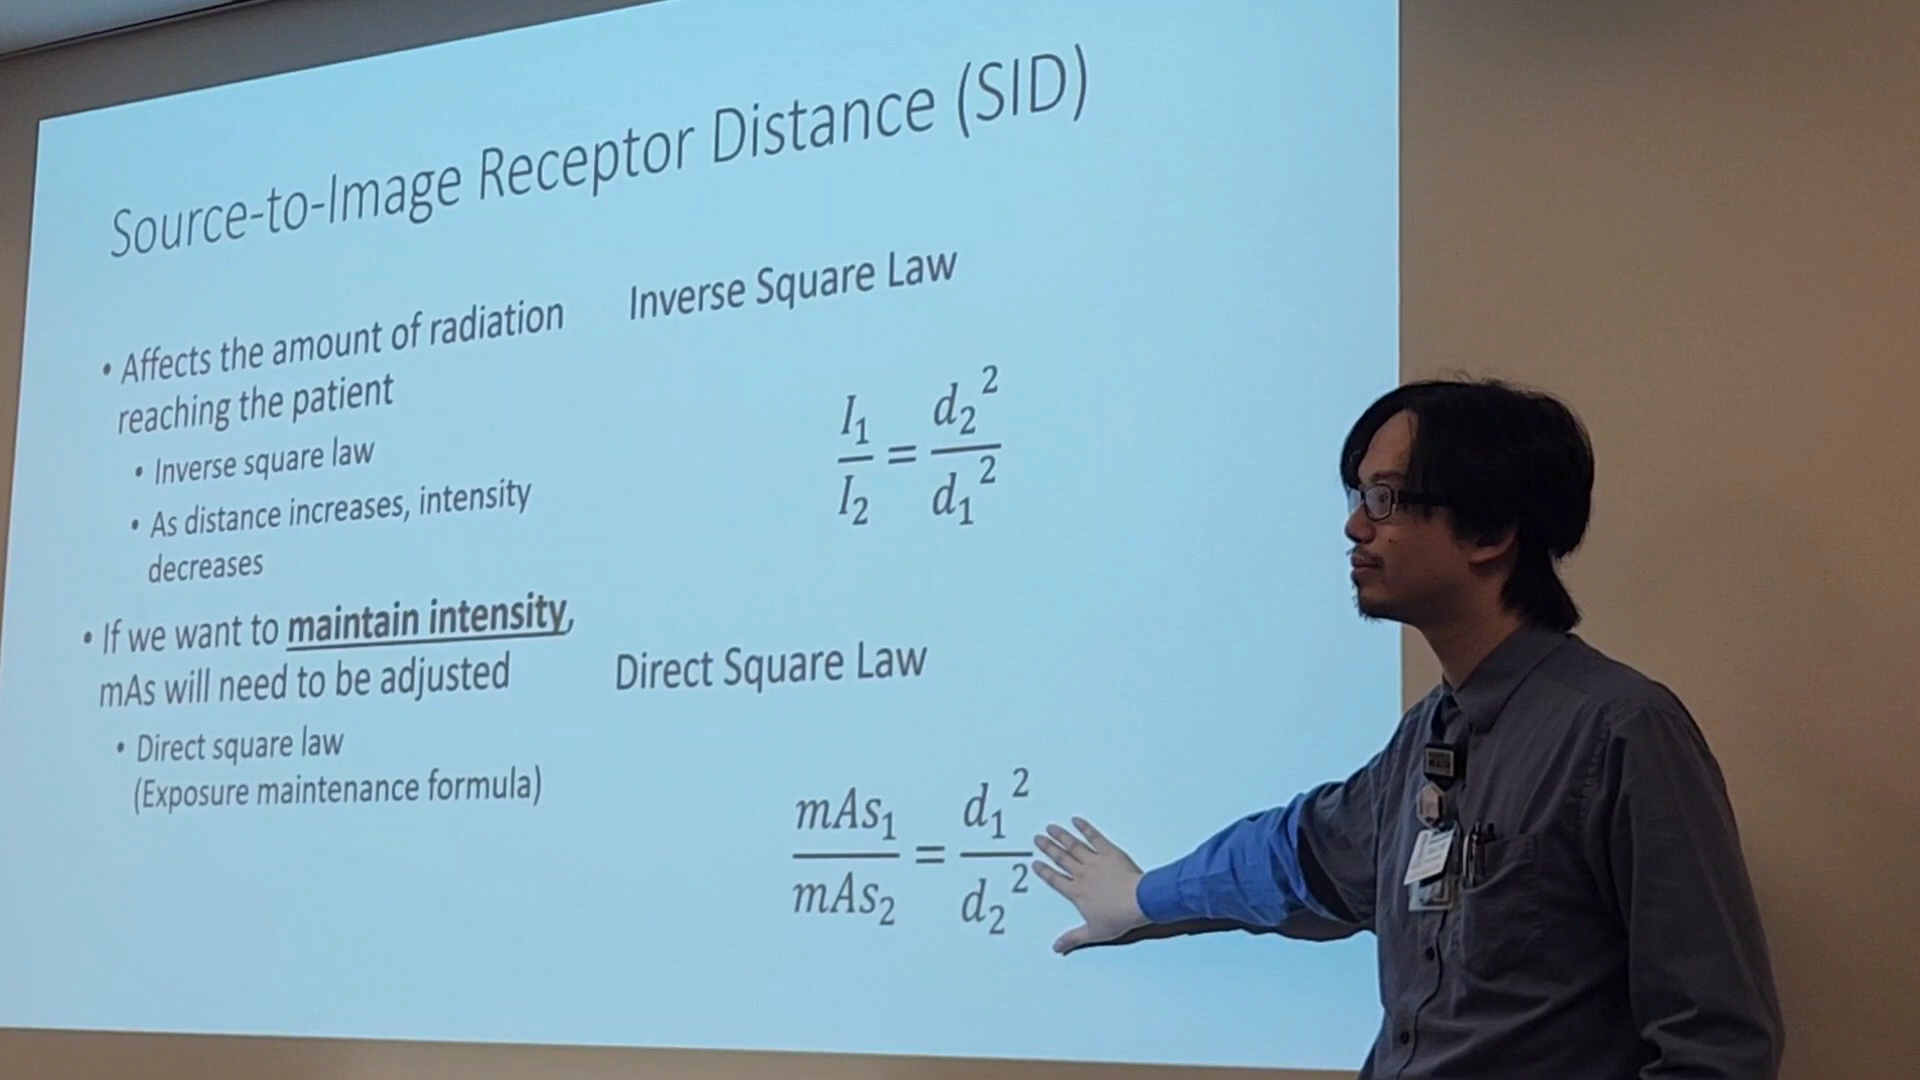 Source-to-Image Receptor Distance (SID)
• Affects the amount of radiation
reaching the patient
• Inverse square law
• As distance increases, intensity
decreases
• If we want to maintain intensity,
mAs will need to be adjusted
• Direct square law
(Exposure maintenance formula)
Inverse Square Law
I₁/I₂ = d₂²/d₁²
Direct Square Law
mAs₁/mAs₂ = d₁²/d₂²